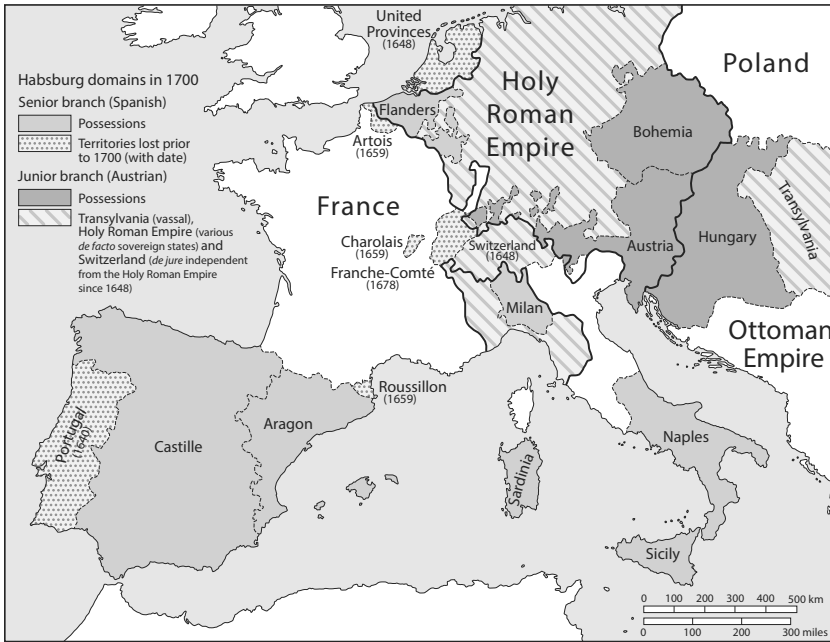 Habsburg domains in 1700
Senior branch (Spanish)
Possessions
Territories lost prior
to 1700 (with date)
Junior branch (Austrian)
Possessions
Transylvania (vassal),
Holy Roman Empire (various
de facto sovereign states) and
Switzerland (de jure independent
from the Holy Roman Empire
since 1648)
United
Provinces
(1648)
Flanders
Artois
(1659)
Holy
Roman
Empire
Poland
Bohemia
France
Charolais
(1659)
Franche-Comté
(1678)
Switzerland
(1648)
Austria
Hungary
Transylvania
Milan
Ottoman
Empire
Roussillon
(1659)
Portugal
(1640)
Castille
Aragon
Sardinia
Naples
Sicily
0 100 200 300 400 500 km
0 100 200 300 miles